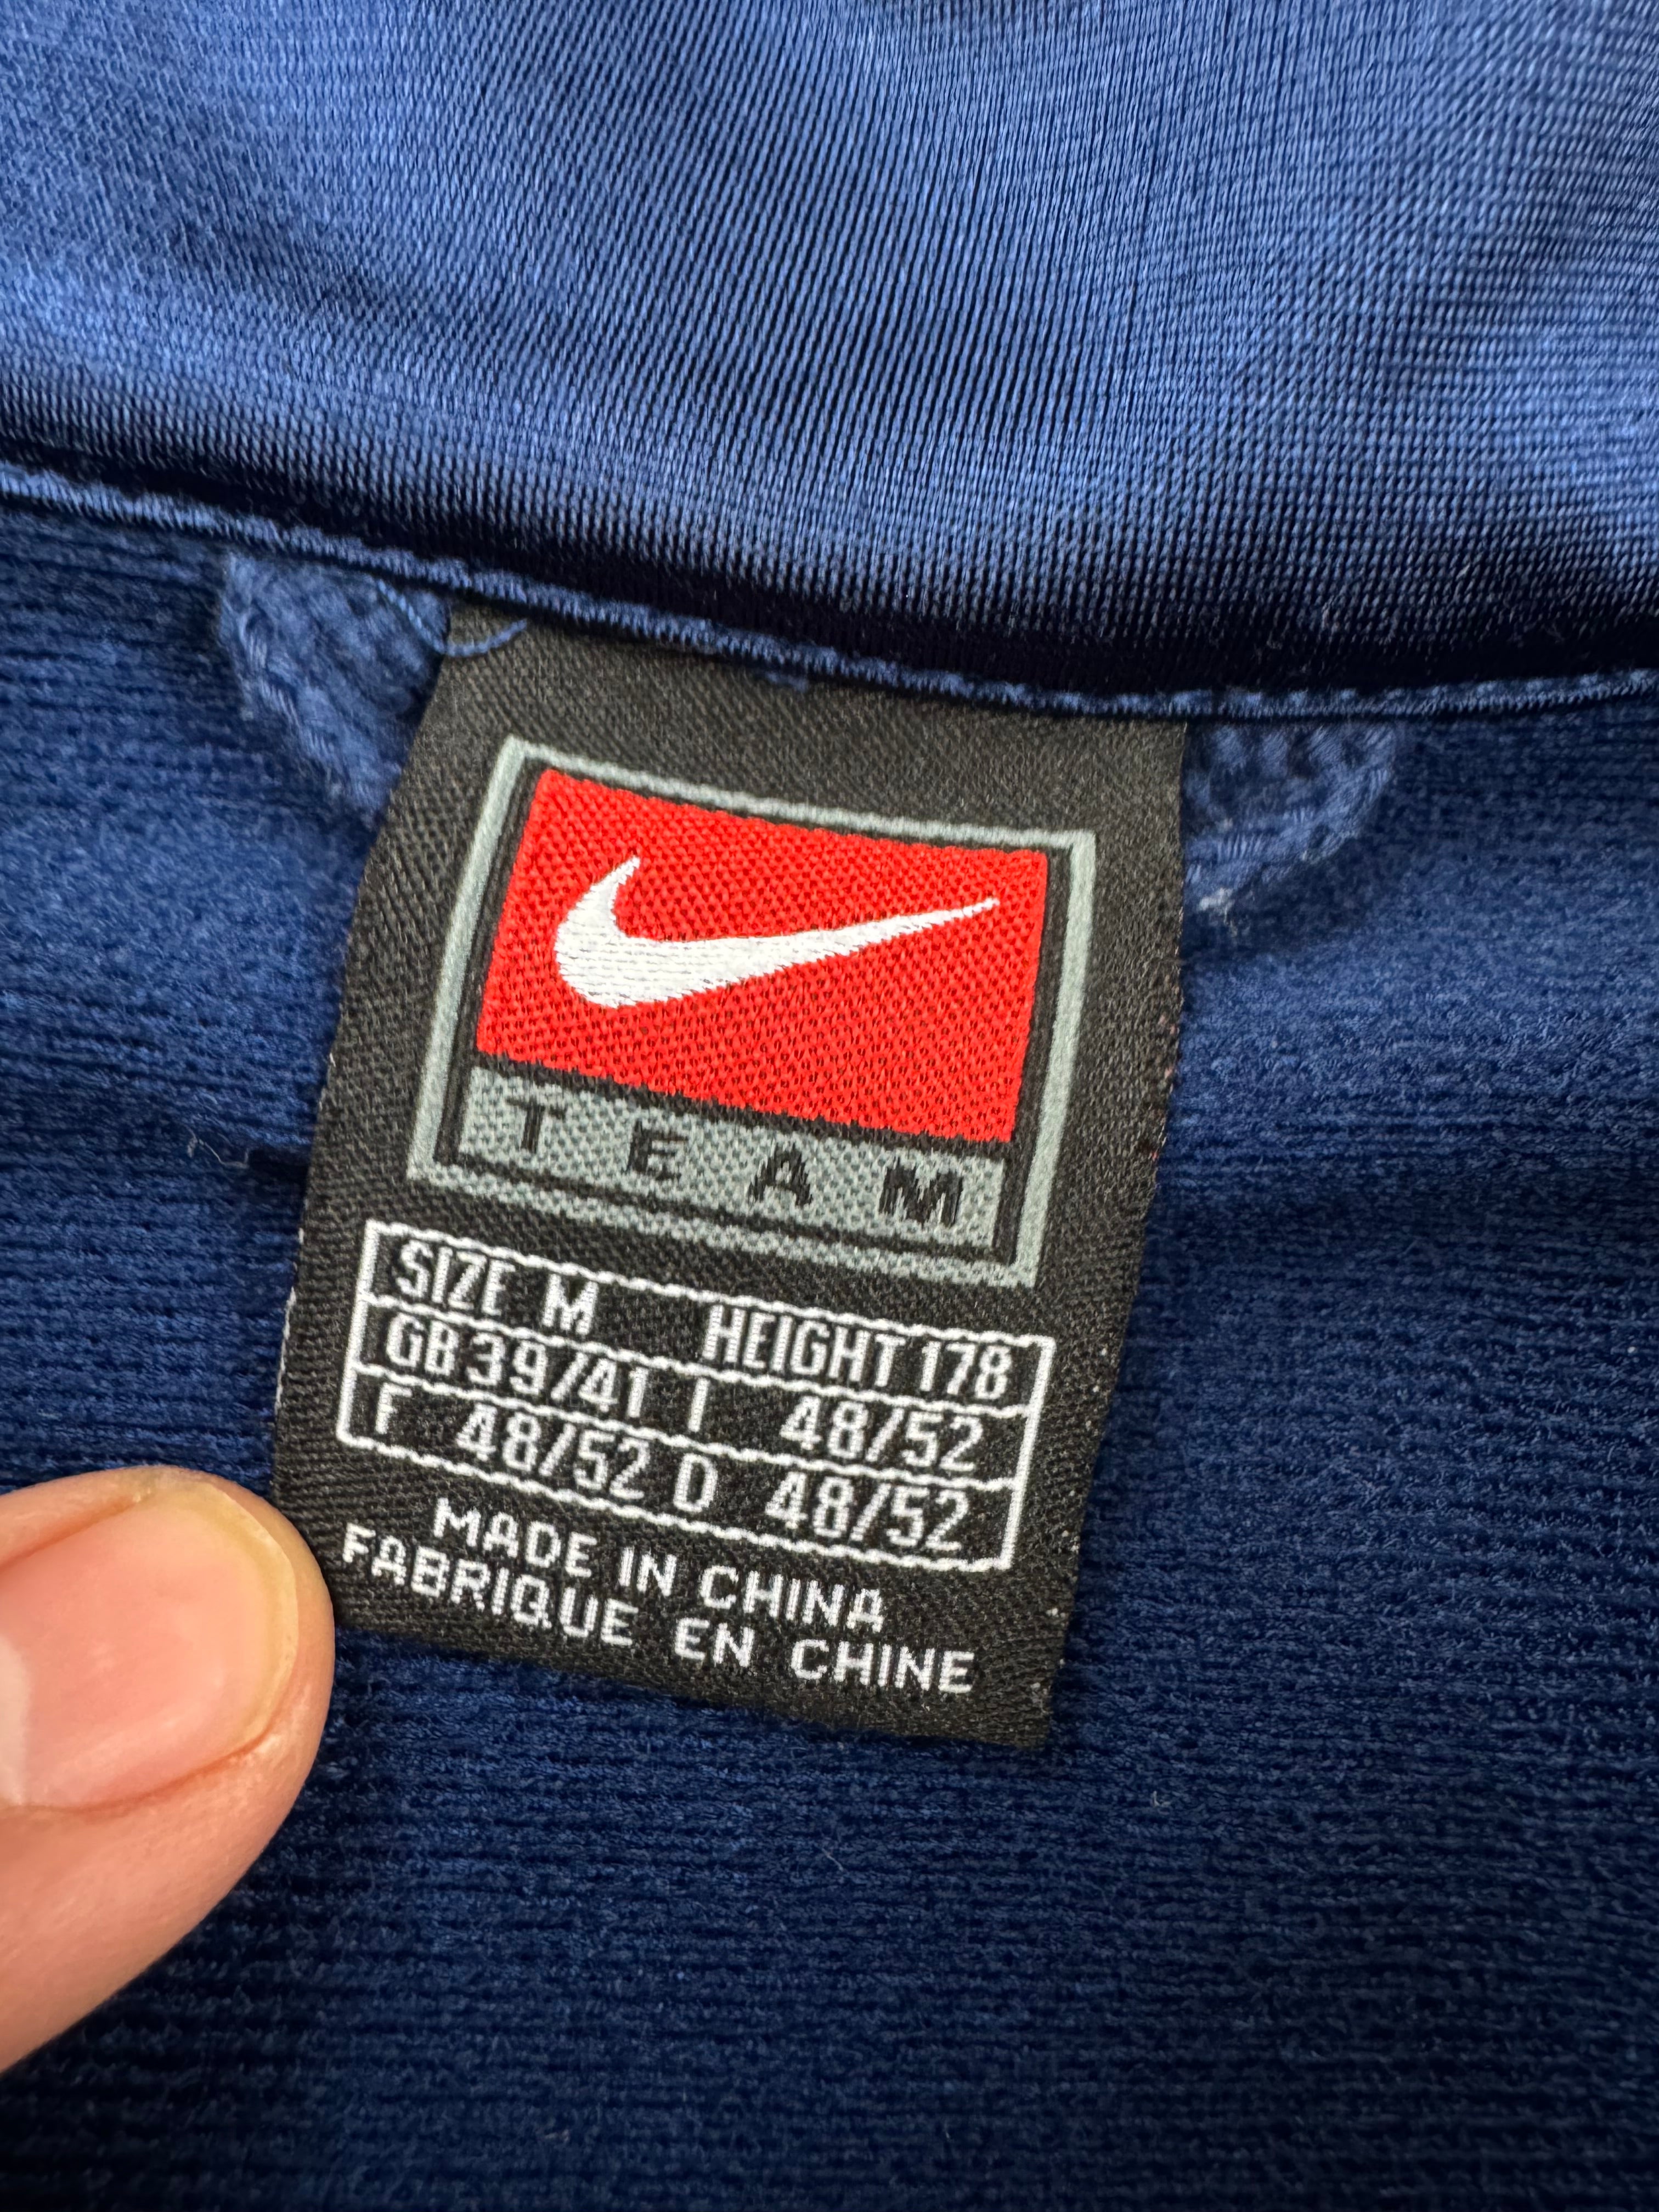 TEAM
SIZE M HEIGHT 178
GB 39/41 I 48/52
F 48/52 D 48/52
MADE IN CHINA
FABRIQUE EN CHINE